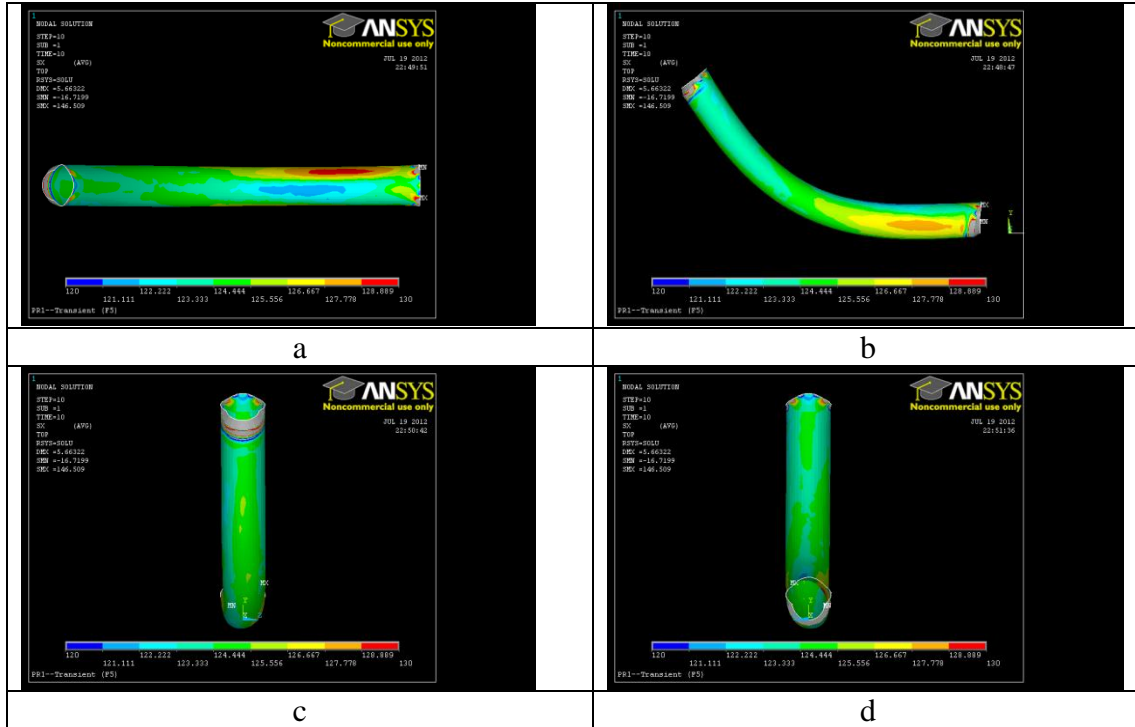 1
NODAL SOLUTION
STEP=10
SUB =1
TIME=10
SX (AVG)
TOP
RSYS=SOLU
DMX =5.66322
SMN =-16.7199
SMX =146.509
ANSYS
Noncommercial use only
JUL 19 2012
22:49:51
MN
MX
120 122.222 124.444 126.667 128.889
121.111 123.333 125.556 127.778 130
PR1--Transient (F5)
a
1
NODAL SOLUTION
STEP=10
SUB =1
TIME=10
SX (AVG)
TOP
RSYS=SOLU
DMX =5.66322
SMN =-16.7199
SMX =146.509
ANSYS
Noncommercial use only
JUL 19 2012
22:48:47
MX
MN
Y
120 122.222 124.444 126.667 128.889
121.111 123.333 125.556 127.778 130
PR1--Transient (F5)
b
1
NODAL SOLUTION
STEP=10
SUB =1
TIME=10
SX (AVG)
TOP
RSYS=SOLU
DMX =5.66322
SMN =-16.7199
SMX =146.509
ANSYS
Noncommercial use only
JUL 19 2012
22:50:42
MX
MN
120 122.222 124.444 126.667 128.889
121.111 123.333 125.556 127.778 130
PR1--Transient (F5)
c
1
NODAL SOLUTION
STEP=10
SUB =1
TIME=10
SX (AVG)
TOP
RSYS=SOLU
DMX =5.66322
SMN =-16.7199
SMX =146.509
ANSYS
Noncommercial use only
JUL 19 2012
22:51:36
MX
MN
120 122.222 124.444 126.667 128.889
121.111 123.333 125.556 127.778 130
PR1--Transient (F5)
d